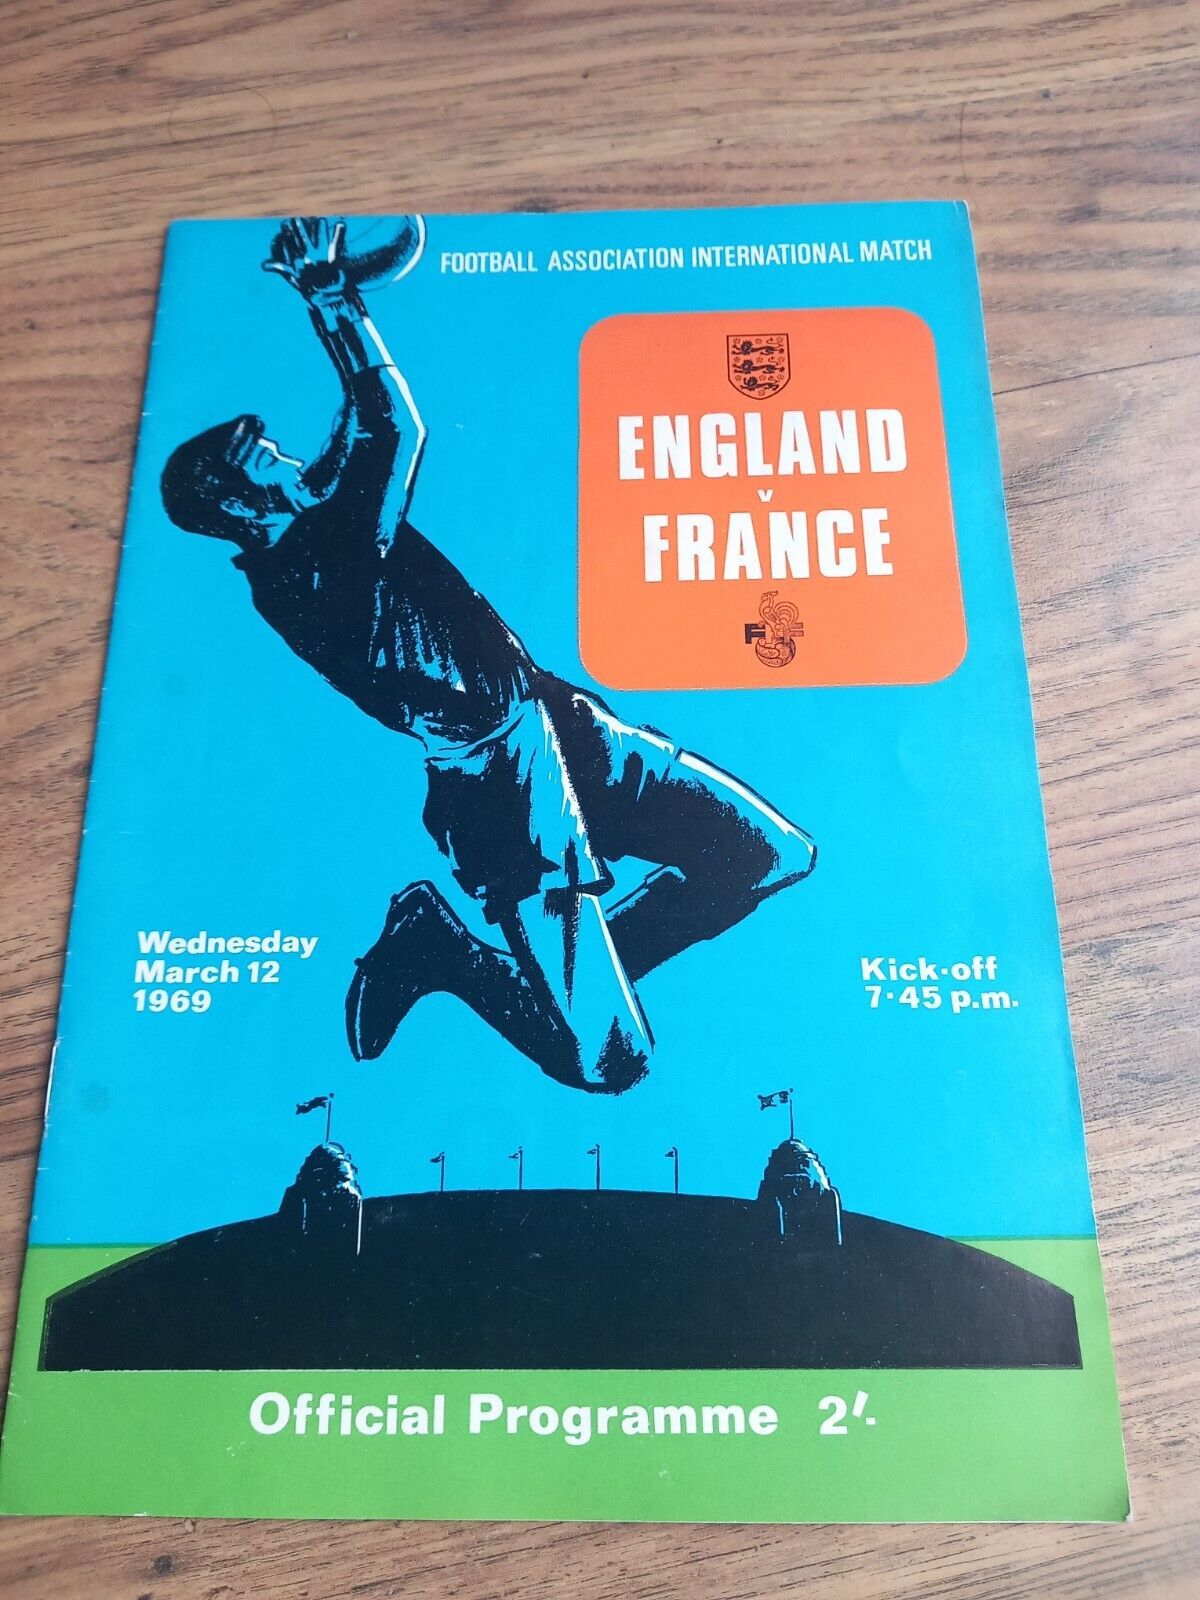 FOOTBALL ASSOCIATION INTERNATIONAL MATCH
ENGLAND
v
FRANCE
F F
Wednesday
March 12
1969
Kick-off
7·45 p.m.
Official Programme 2/-